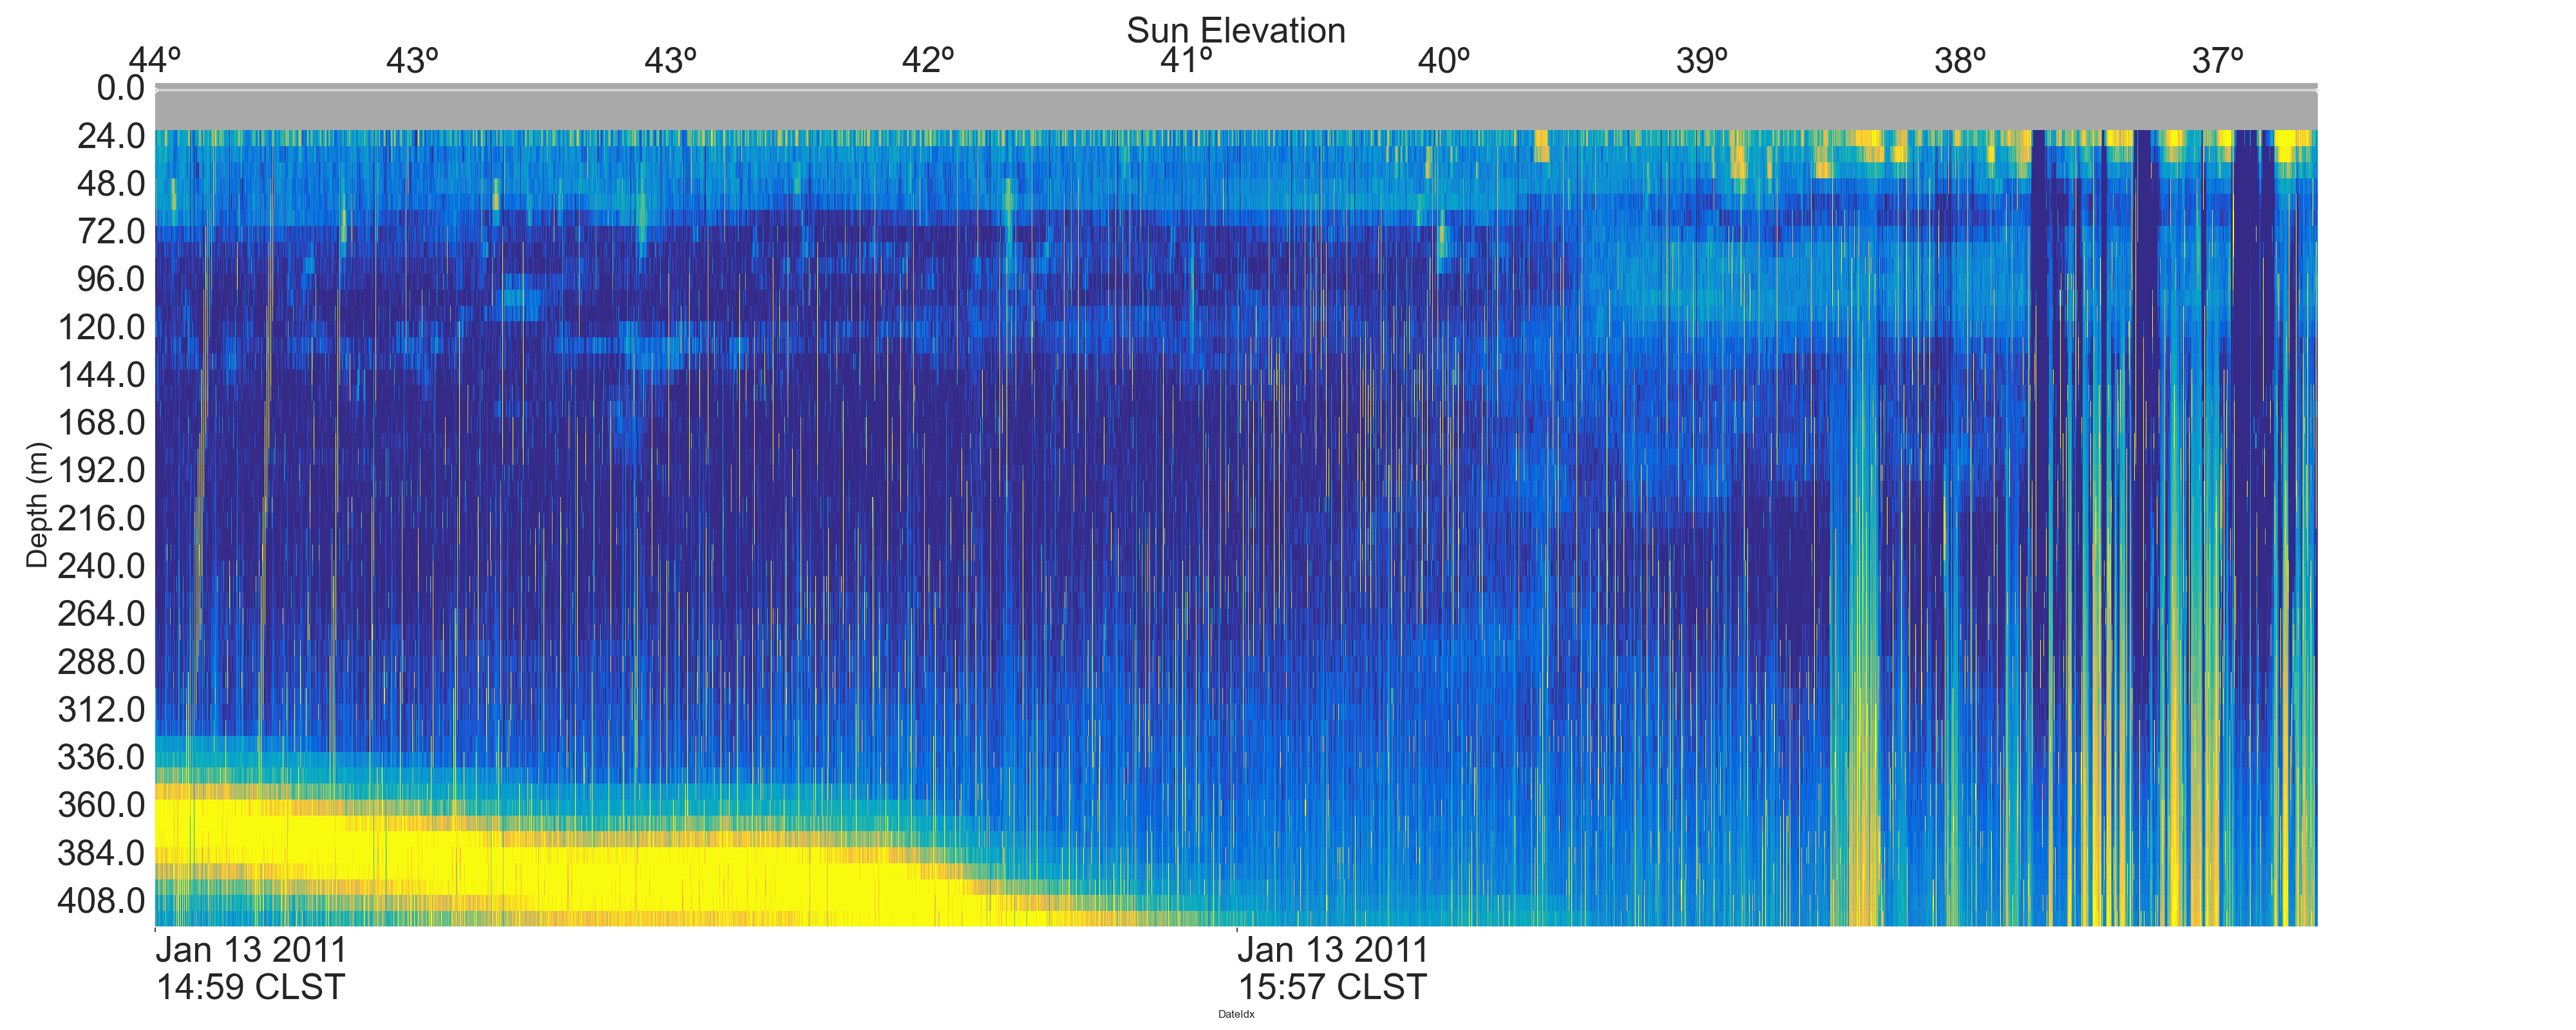 Sun Elevation
44º 43º 43º 42º 41º 40º 39º 38º 37º
0.0
24.0
48.0
72.0
96.0
120.0
144.0
168.0
192.0
216.0
240.0
264.0
288.0
312.0
336.0
360.0
384.0
408.0
Depth (m)
Jan 13 2011
14:59 CLST
Jan 13 2011
15:57 CLST
DateIdx